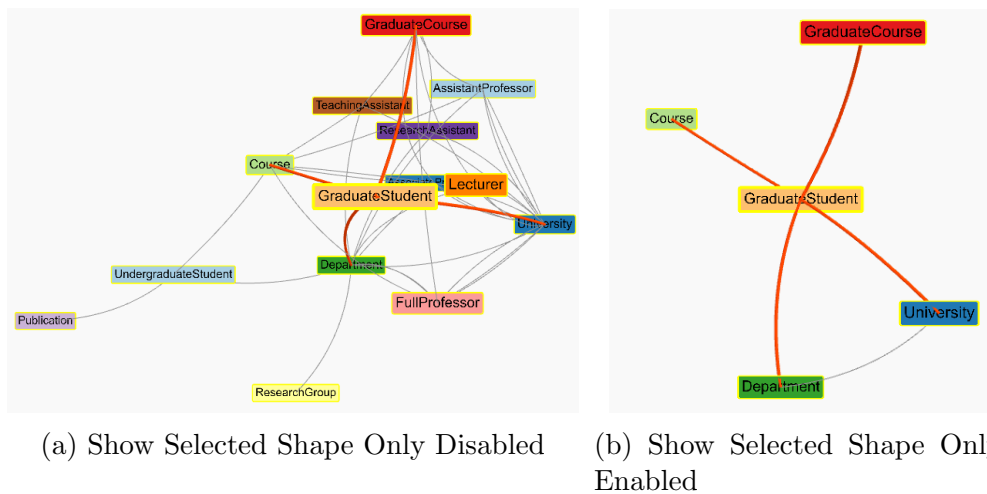 GraduateCourse
AssistantProfessor
TeachingAssistant
ResearchAssistant
Course
Lecturer
GraduateStudent
University
Department
UndergraduateStudent
FullProfessor
Publication
ResearchGroup
(a) Show Selected Shape Only Disabled
GraduateCourse
Course
GraduateStudent
University
Department
(b) Show Selected Shape Onl
Enabled